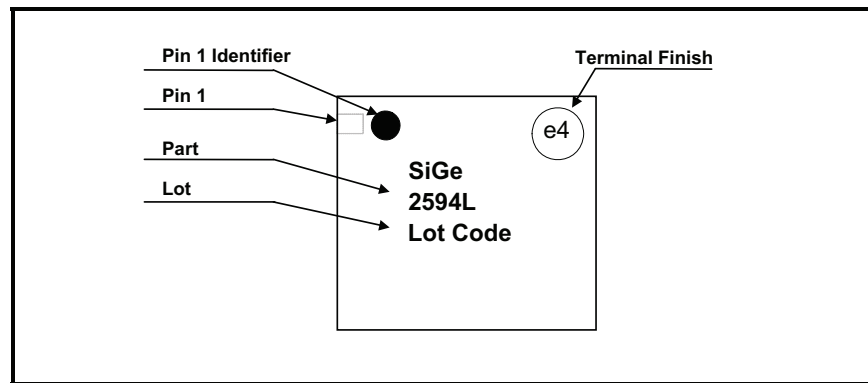 Pin 1 Identifier
Terminal Finish
Pin 1
e4
Part
SiGe
Lot
2594L
Lot Code